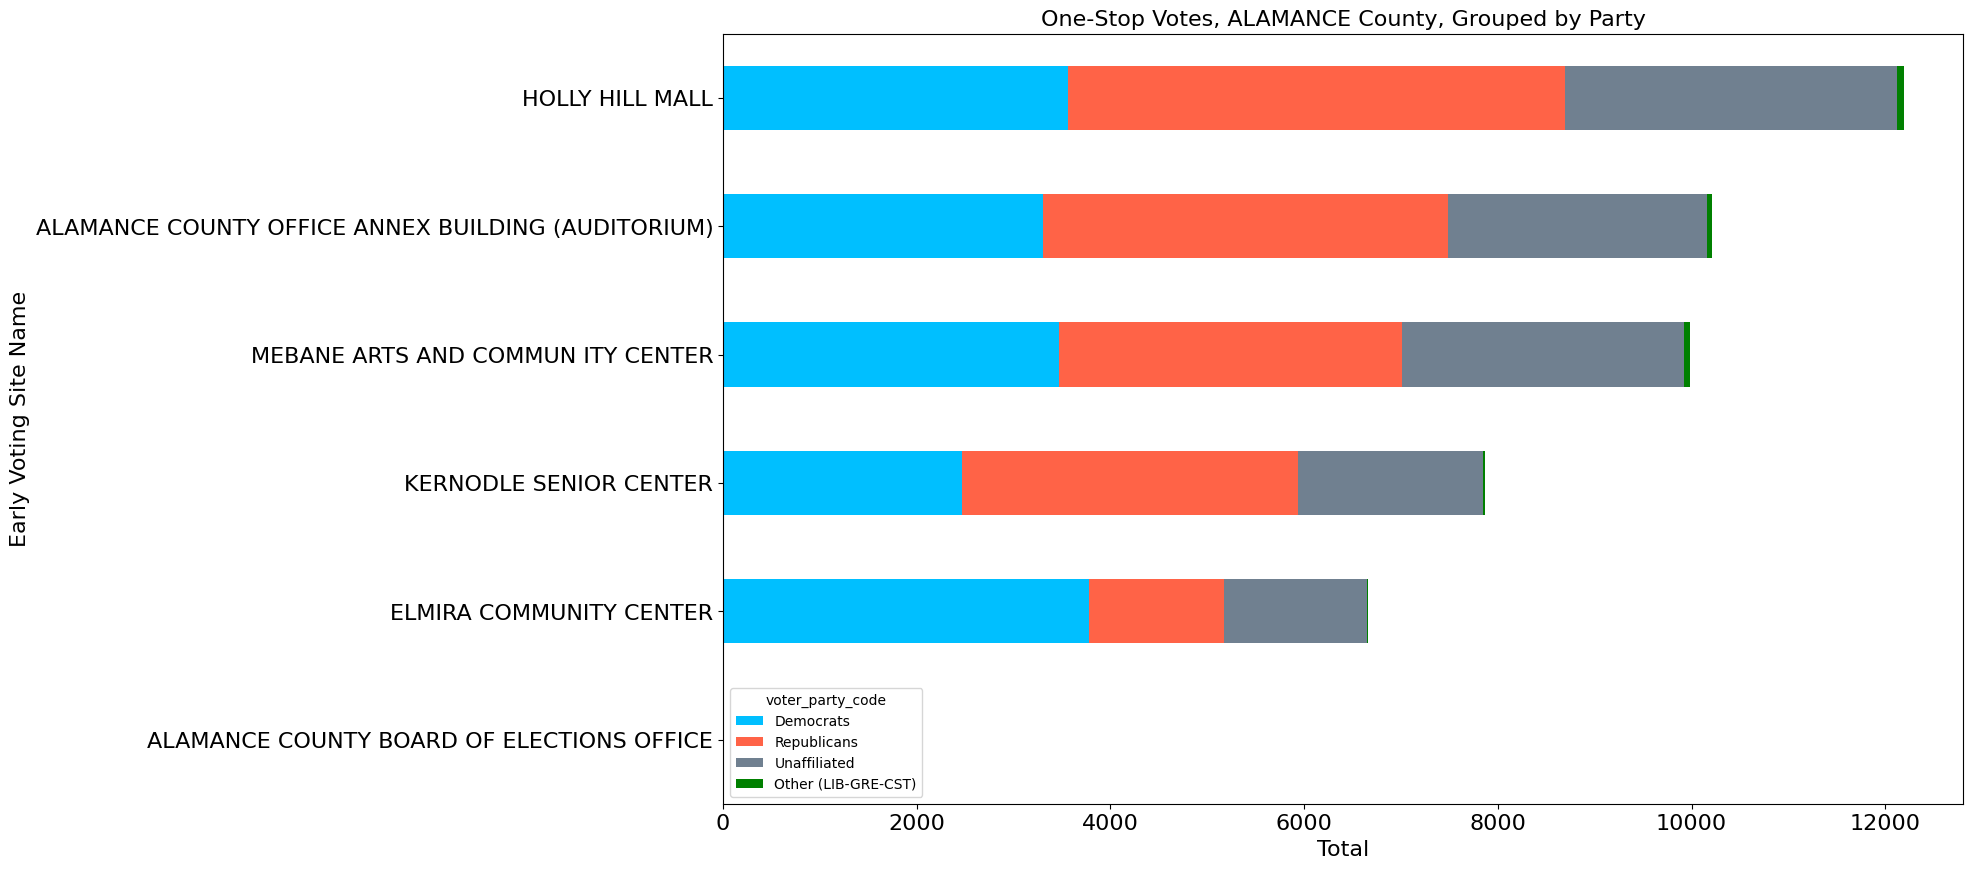 One-Stop Votes, ALAMANCE County, Grouped by Party
Early Voting Site Name
HOLLY HILL MALL
ALAMANCE COUNTY OFFICE ANNEX BUILDING (AUDITORIUM)
MEBANE ARTS AND COMMUN ITY CENTER
KERNODLE SENIOR CENTER
ELMIRA COMMUNITY CENTER
ALAMANCE COUNTY BOARD OF ELECTIONS OFFICE
voter_party_code
Democrats
Republicans
Unaffiliated
Other (LIB-GRE-CST)
0 2000 4000 6000 8000 10000 12000
Total